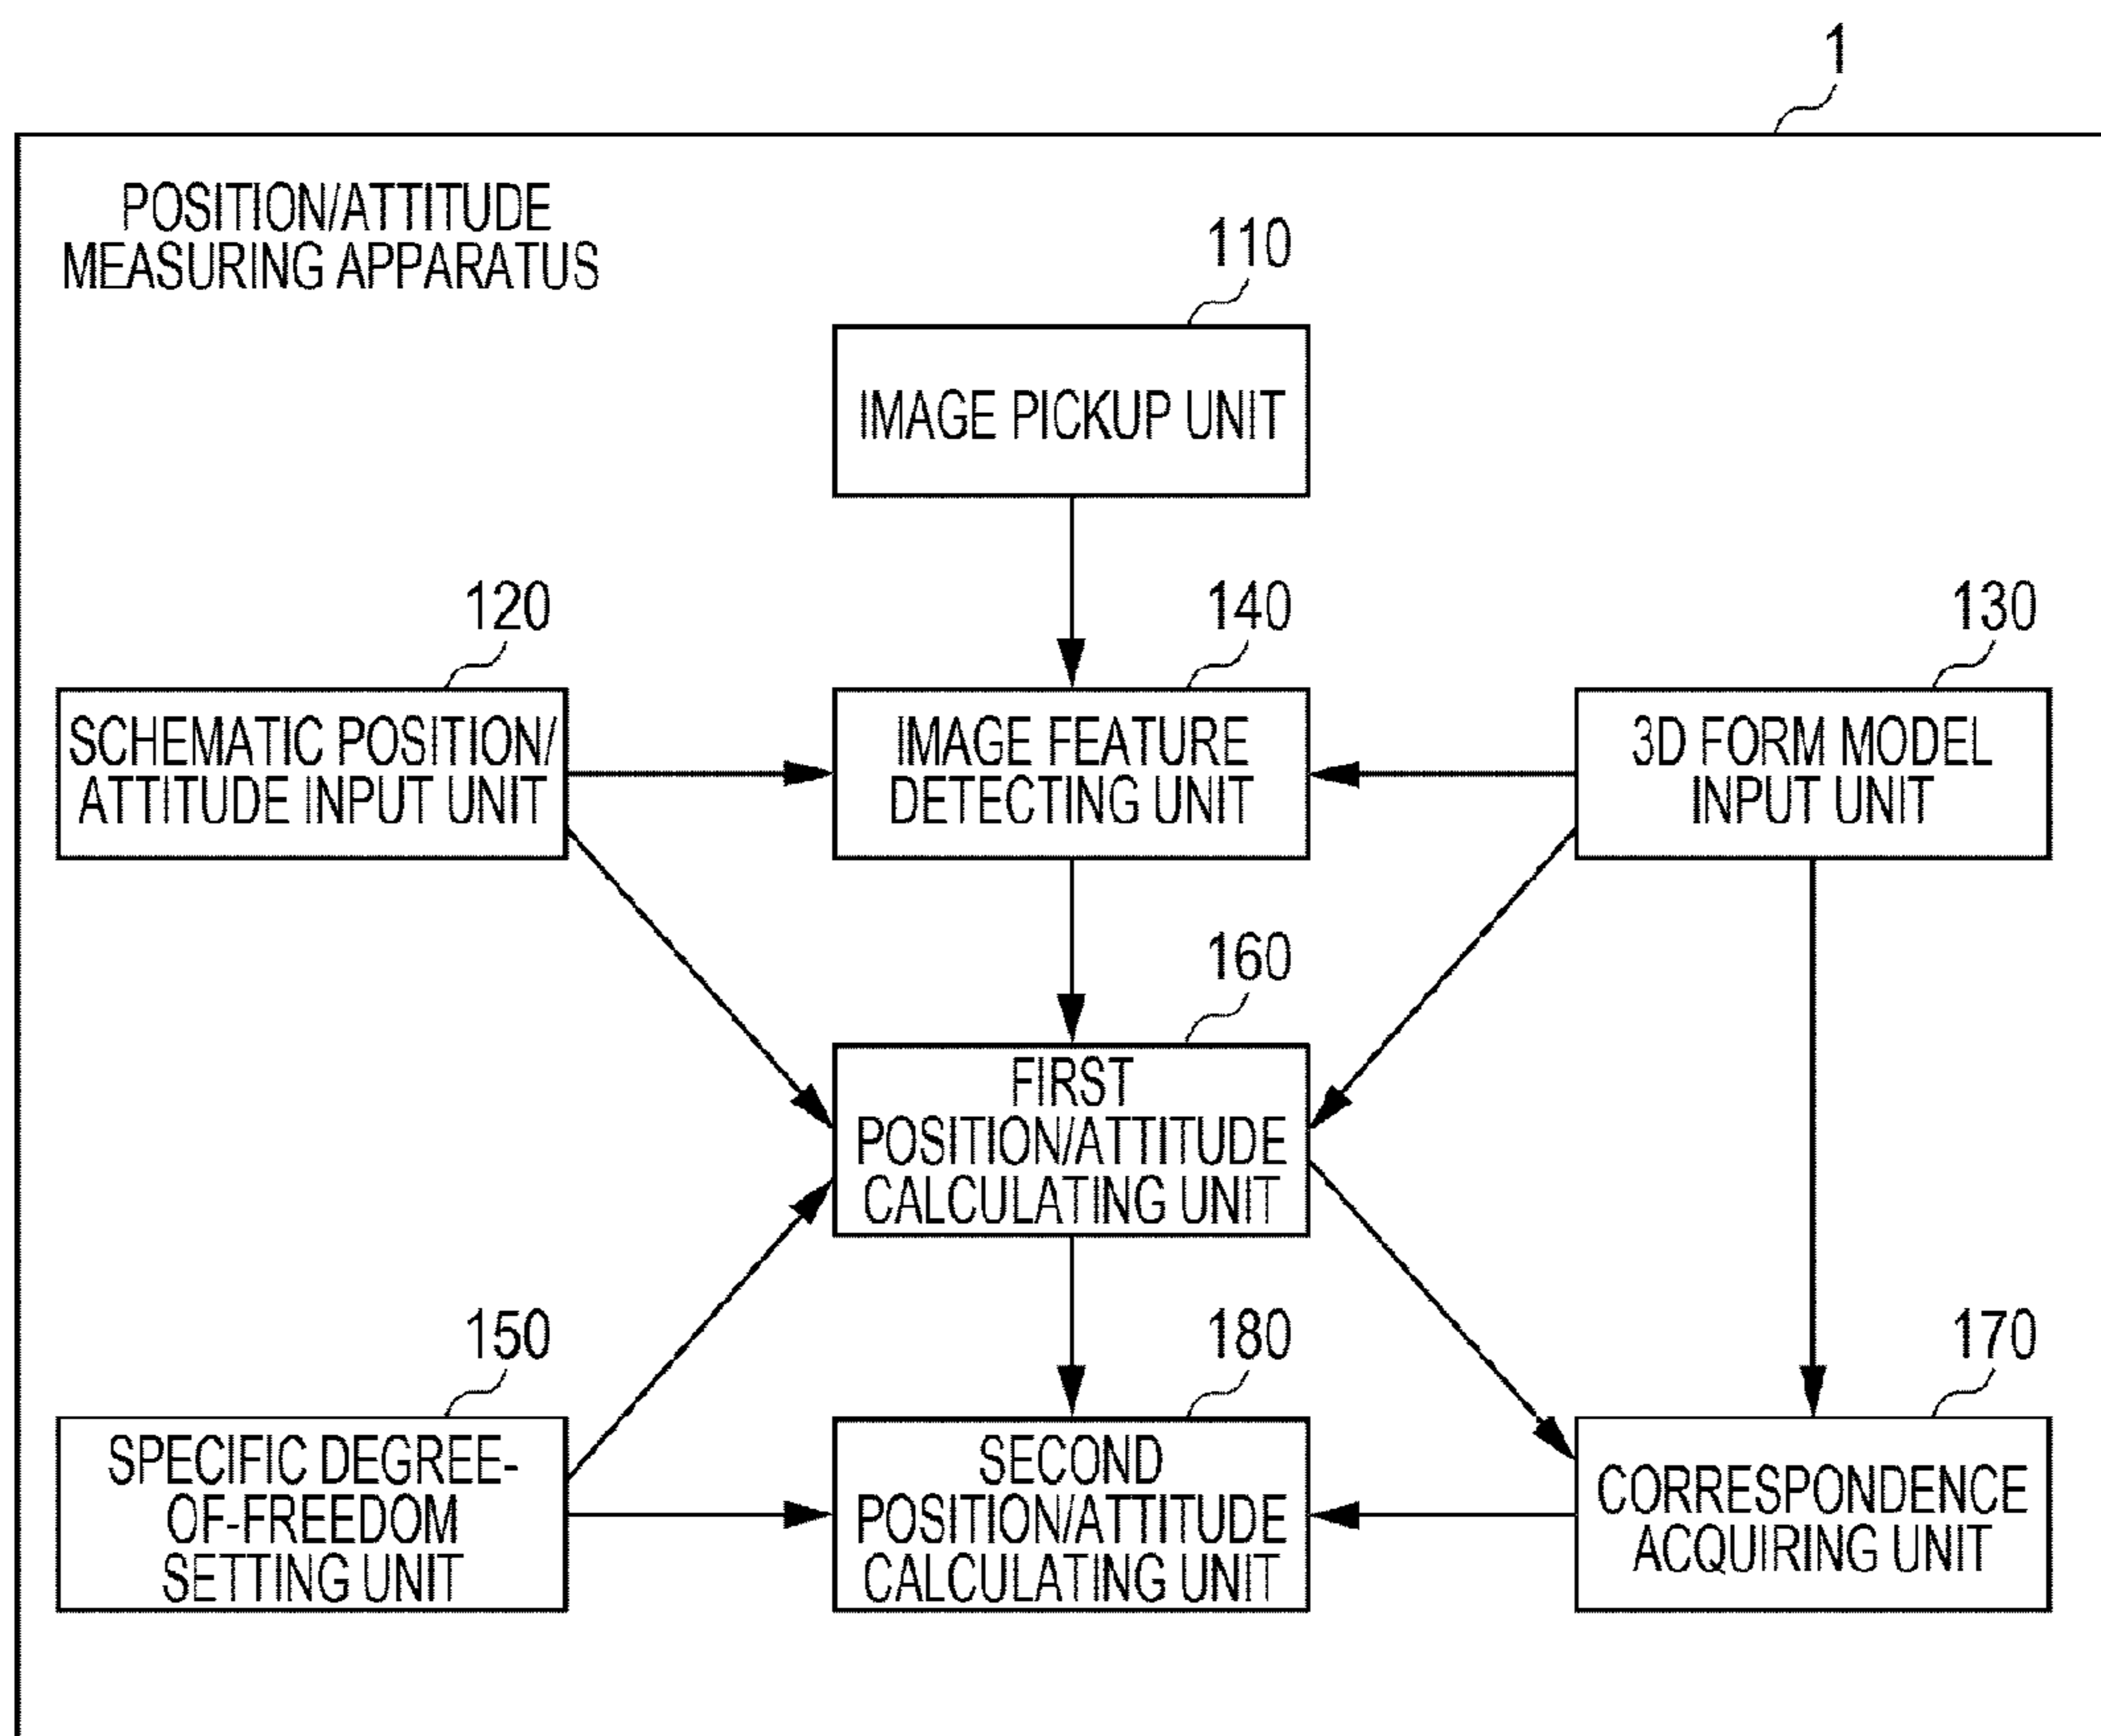 1
POSITION/ATTITUDE
MEASURING APPARATUS
110
IMAGE PICKUP UNIT
120
SCHEMATIC POSITION/
ATTITUDE INPUT UNIT
140
IMAGE FEATURE
DETECTING UNIT
130
3D FORM MODEL
INPUT UNIT
160
FIRST
POSITION/ATTITUDE
CALCULATING UNIT
150
SPECIFIC DEGREE-
OF-FREEDOM
SETTING UNIT
180
SECOND
POSITION/ATTITUDE
CALCULATING UNIT
170
CORRESPONDENCE
ACQUIRING UNIT